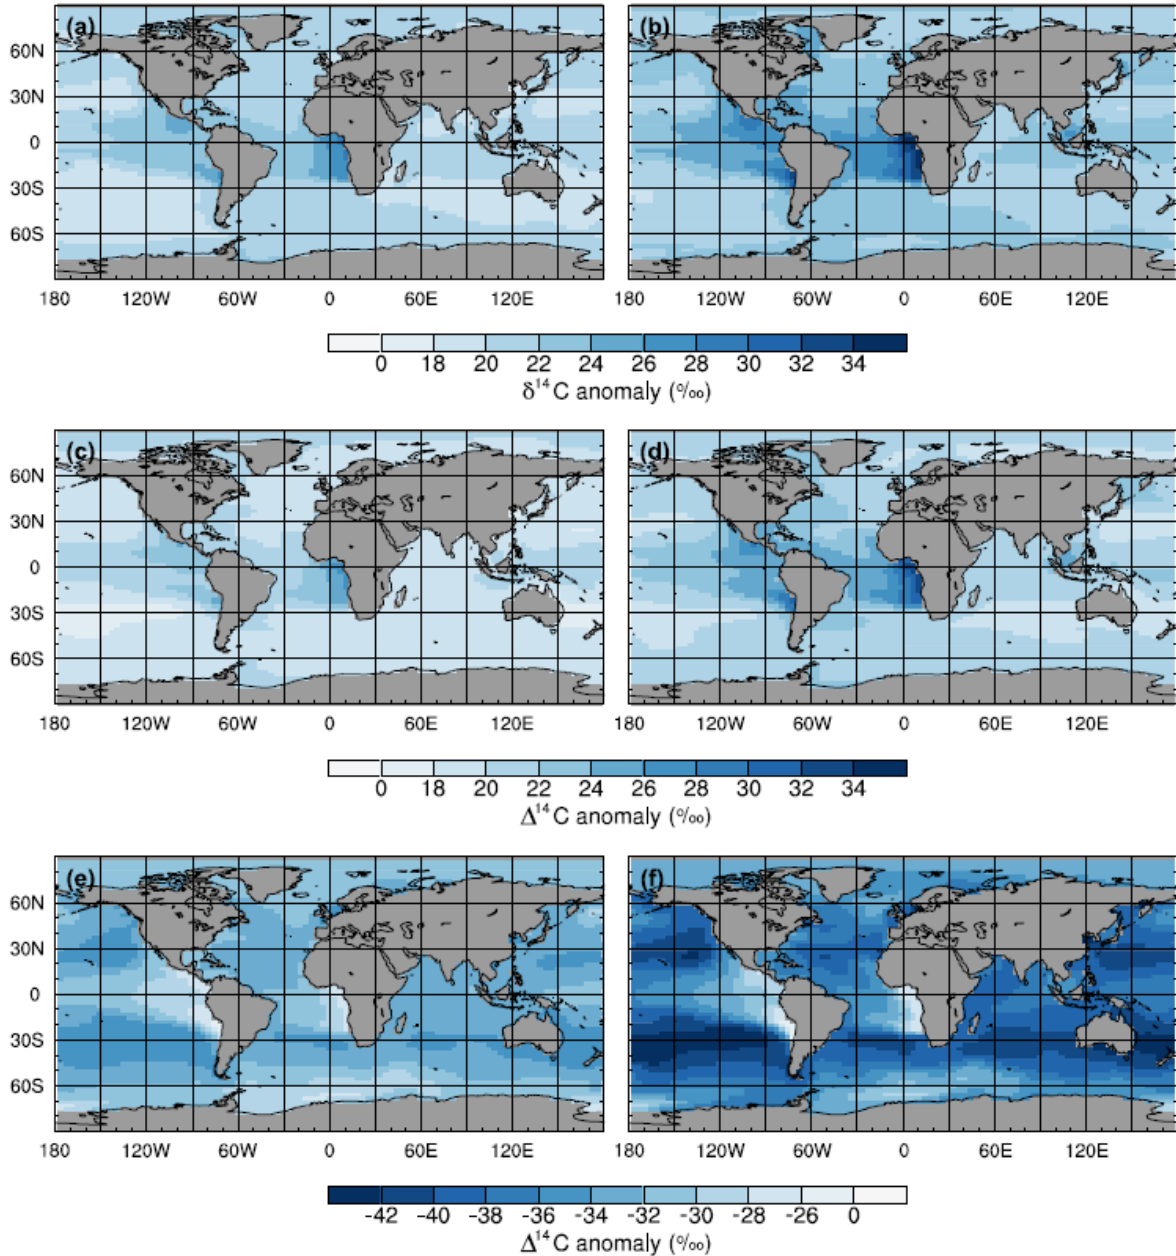 (a) (b)
60N
30N
0
30S
60S
180 120W 60W 0 60E 120E 180 120W 60W 0 60E 120E
0 18 20 22 24 26 28 30 32 34
δ¹⁴C anomaly (‰)
(c) (d)
60N
30N
0
30S
60S
180 120W 60W 0 60E 120E 180 120W 60W 0 60E 120E
0 18 20 22 24 26 28 30 32 34
Δ¹⁴C anomaly (‰)
(e) (f)
60N
30N
0
30S
60S
180 120W 60W 0 60E 120E 180 120W 60W 0 60E 120E
-42 -40 -38 -36 -34 -32 -30 -28 -26 0
Δ¹⁴C anomaly (‰)